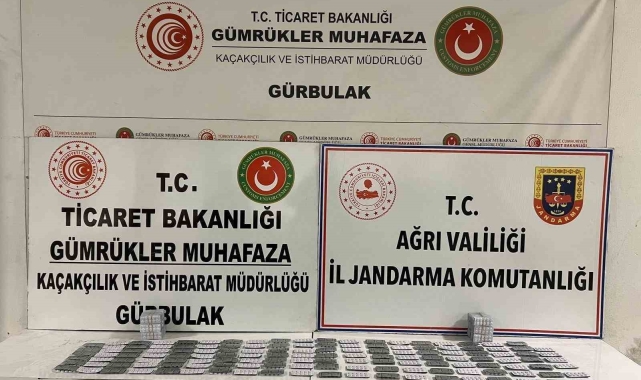 T.C. TİCARET BAKANLIĞI
GÜMRÜKLER MUHAFAZA
KAÇAKÇILIK VE İSTİHBARAT MÜDÜRLÜĞÜ
GÜRBULAK
T.C.
TİCARET BAKANLIĞI
GÜMRÜKLER MUHAFAZA
KAÇAKÇILIK VE İSTİHBARAT MÜDÜRLÜĞÜ
GÜRBULAK
T.C.
AĞRI VALİLİĞİ
İL JANDARMA KOMUTANLIĞI
JANDARMA